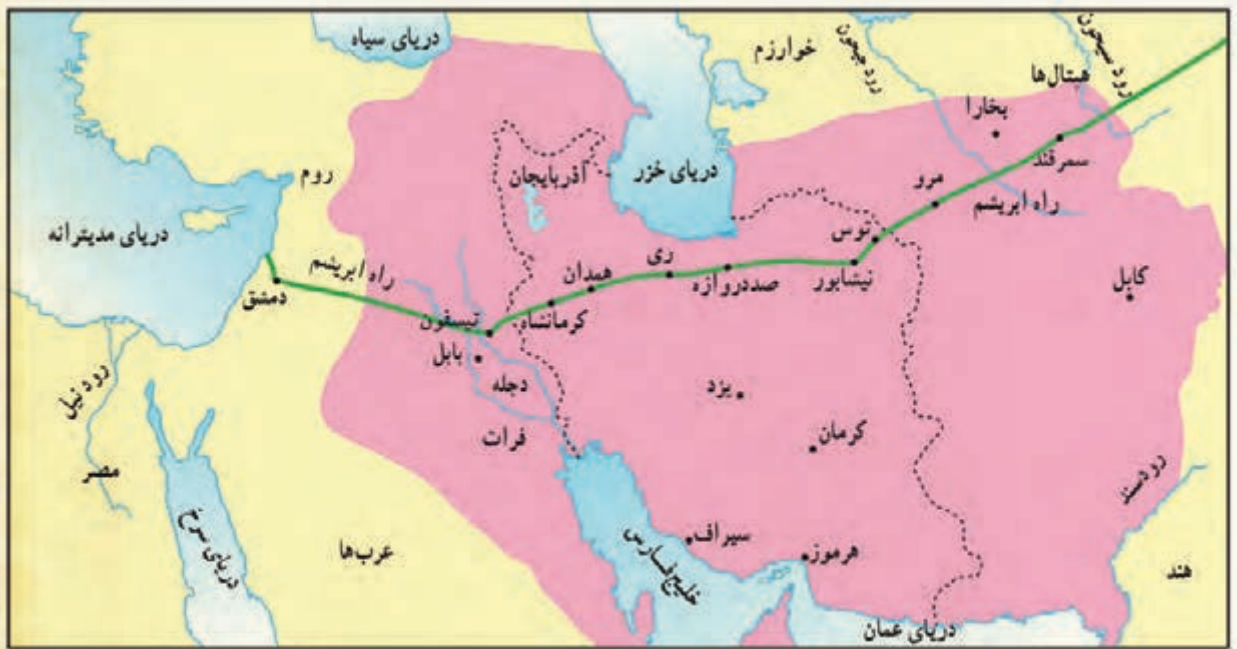 دریای سیاه
خوارزم
رود جیحون
رود سیحون
هپتال‌ها
بخارا
سمرقند
روم
آذربایجان
دریای خزر
مرو
راه ابریشم
دریای مدیترانه
توس
راه ابریشم
ری
همدان
صددروازه
نیشابور
کابل
دمشق
تیسفون
کرمانشاه
بابل
دجله
یزد
رود نیل
فرات
کرمان
مصر
رود سند
دریای سرخ
عرب‌ها
خلیج فارس
سیراف
هرموز
هند
دریای عمان